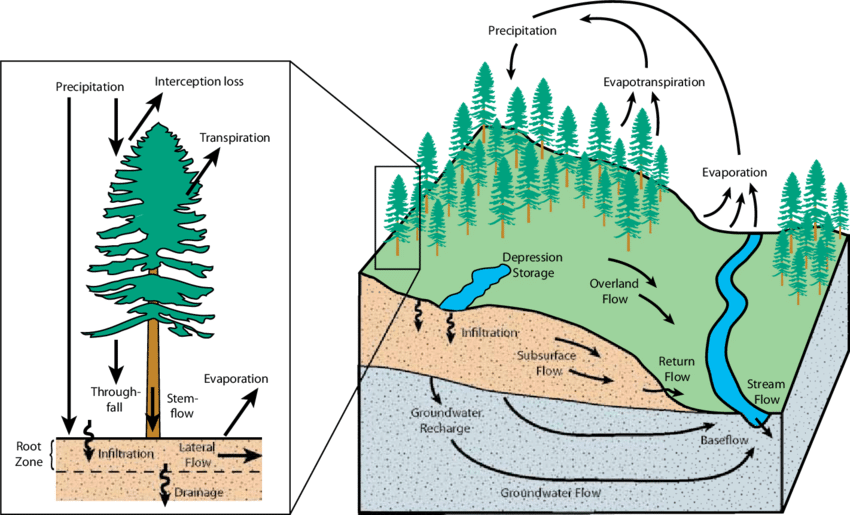 Precipitation
Interception loss
Transpiration
Through-
fall
Stem-
flow
Evaporation
Root
Zone
Infiltration
Lateral
Flow
Drainage
Precipitation
Evapotranspiration
Evaporation
Depression
Storage
Overland
Flow
Infiltration
Subsurface
Flow
Return
Flow
Stream
Flow
Groundwater
Recharge
Baseflow
Groundwater Flow